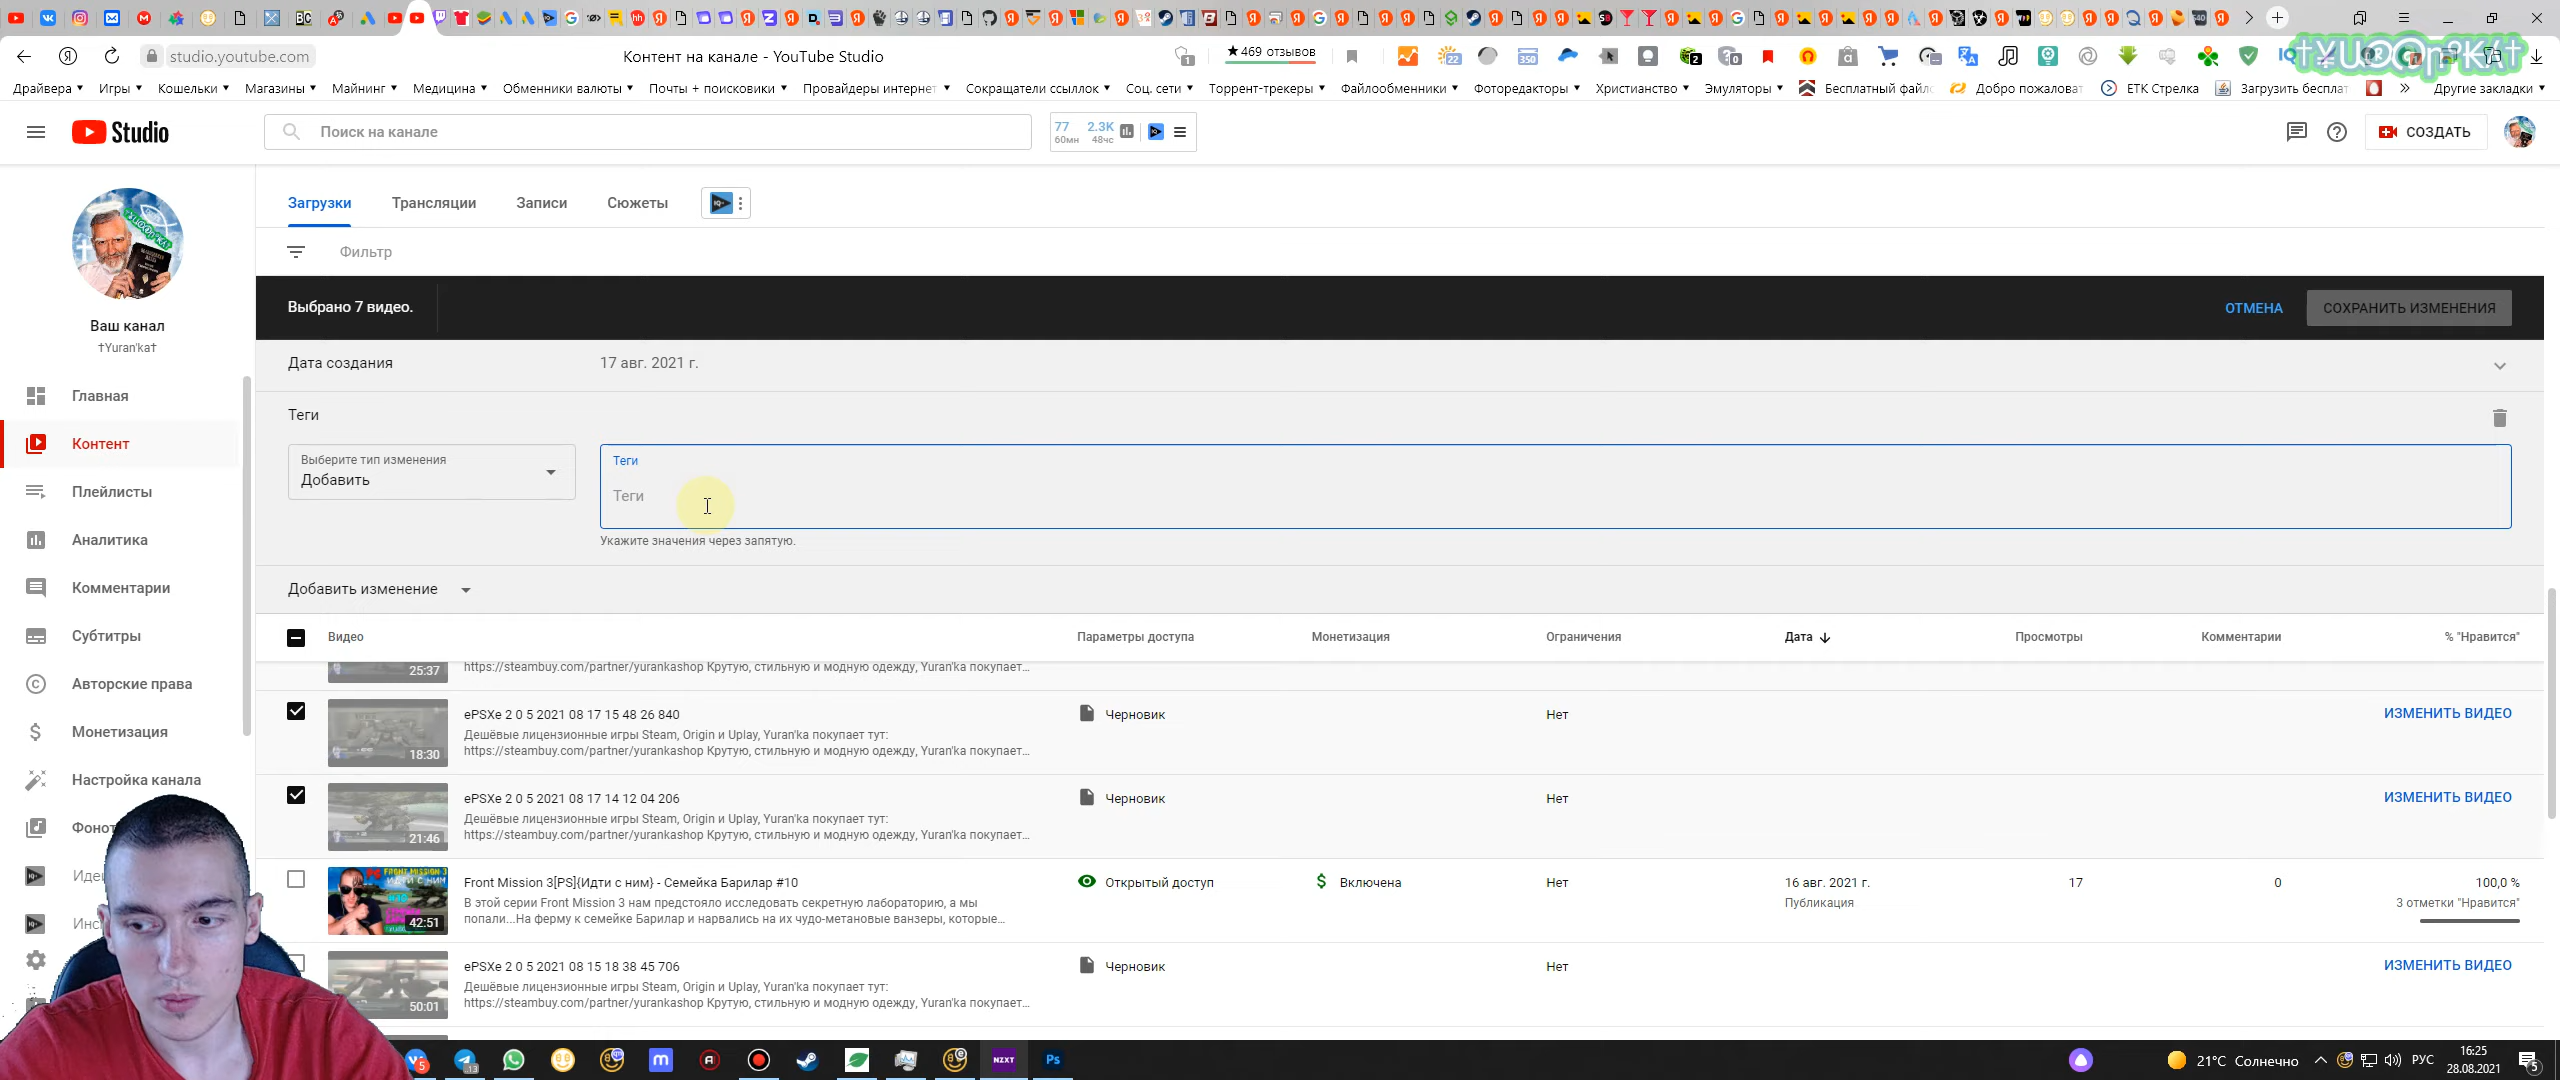 studio.youtube.com
Контент на канале - YouTube Studio
★469 отзывов
Драйвера
Игры
Кошельки
Магазины
Майнинг
Медицина
Обменники валюты
Почты + поисковики
Провайдеры интернет
Сокращатели ссылок
Соц. сети
Торрент-трекеры
Файлообменники
Фоторедакторы
Христианство
Эмуляторы
Бесплатный файл
Добро пожаловат
ЕТК Стрелка
Загрузить бесплат
Другие закладки
Studio
Поиск на канале
77
60мн
2.3K
48чс
СОЗДАТЬ
Загрузки
Трансляции
Записи
Сюжеты
Фильтр
Выбрано 7 видео.
ОТМЕНА
СОХРАНИТЬ ИЗМЕНЕНИЯ
Ваш канал
†Yuran'ka†
Главная
Контент
Плейлисты
Аналитика
Комментарии
Субтитры
Авторские права
Монетизация
Настройка канала
Фонот
Идеи
Инс
Дата создания
17 авг. 2021 г.
Теги
Выберите тип изменения
Добавить
Теги
Теги
Укажите значения через запятую.
Добавить изменение
Видео
Параметры доступа
Монетизация
Ограничения
Дата
Просмотры
Комментарии
% "Нравится"
25:37
https://steambuy.com/partner/yurankashop Крутую, стильную и модную одежду, Yuran'ka покупает...
18:30
ePSXe 2 0 5 2021 08 17 15 48 26 840
Дешёвые лицензионные игры Steam, Origin и Uplay, Yuran'ka покупает тут:
https://steambuy.com/partner/yurankashop Крутую, стильную и модную одежду, Yuran'ka покупает...
Черновик
Нет
ИЗМЕНИТЬ ВИДЕО
21:46
ePSXe 2 0 5 2021 08 17 14 12 04 206
Дешёвые лицензионные игры Steam, Origin и Uplay, Yuran'ka покупает тут:
https://steambuy.com/partner/yurankashop Крутую, стильную и модную одежду, Yuran'ka покупает...
Черновик
Нет
ИЗМЕНИТЬ ВИДЕО
42:51
Front Mission 3[PS]{Идти с ним} - Семейка Барилар #10
В этой серии Front Mission 3 нам предстояло исследовать секретную лабораторию, а мы
попали...На ферму к семейке Барилар и нарвались на их чудо-метановые ванзеры, которые...
Открытый доступ
Включена
Нет
16 авг. 2021 г.
Публикация
17
0
100,0 %
3 отметки "Нравится"
50:01
ePSXe 2 0 5 2021 08 15 18 38 45 706
Дешёвые лицензионные игры Steam, Origin и Uplay, Yuran'ka покупает тут:
https://steambuy.com/partner/yurankashop Крутую, стильную и модную одежду, Yuran'ka покупает...
Черновик
Нет
ИЗМЕНИТЬ ВИДЕО
NZXT
Ps
21°C Солнечно
РУС
16:25
28.08.2021